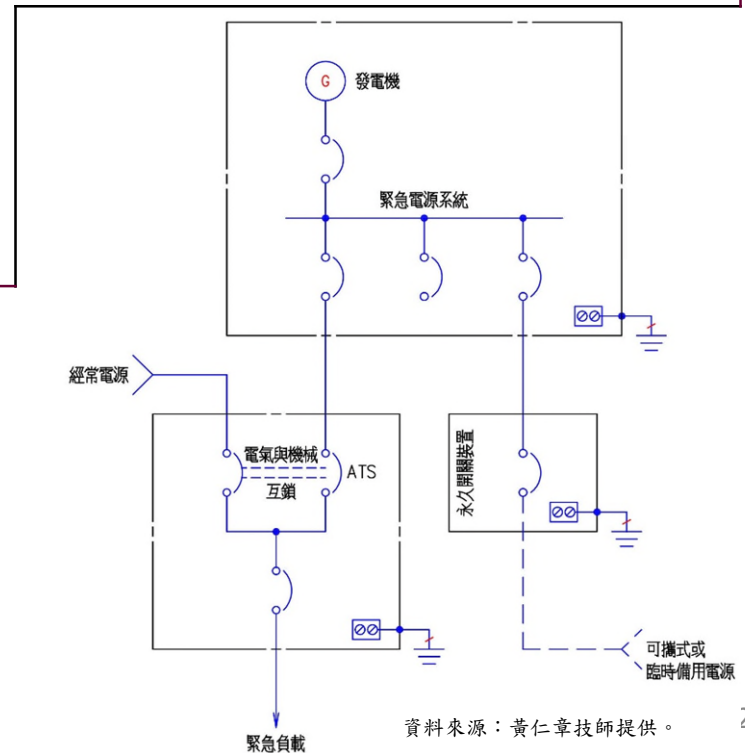 G 發電機
緊急電源系統
經常電源
電氣與機械
互鎖
ATS
永久開關裝置
可攜式或
臨時備用電源
緊急負載
資料來源：黃仁章技師提供。
2